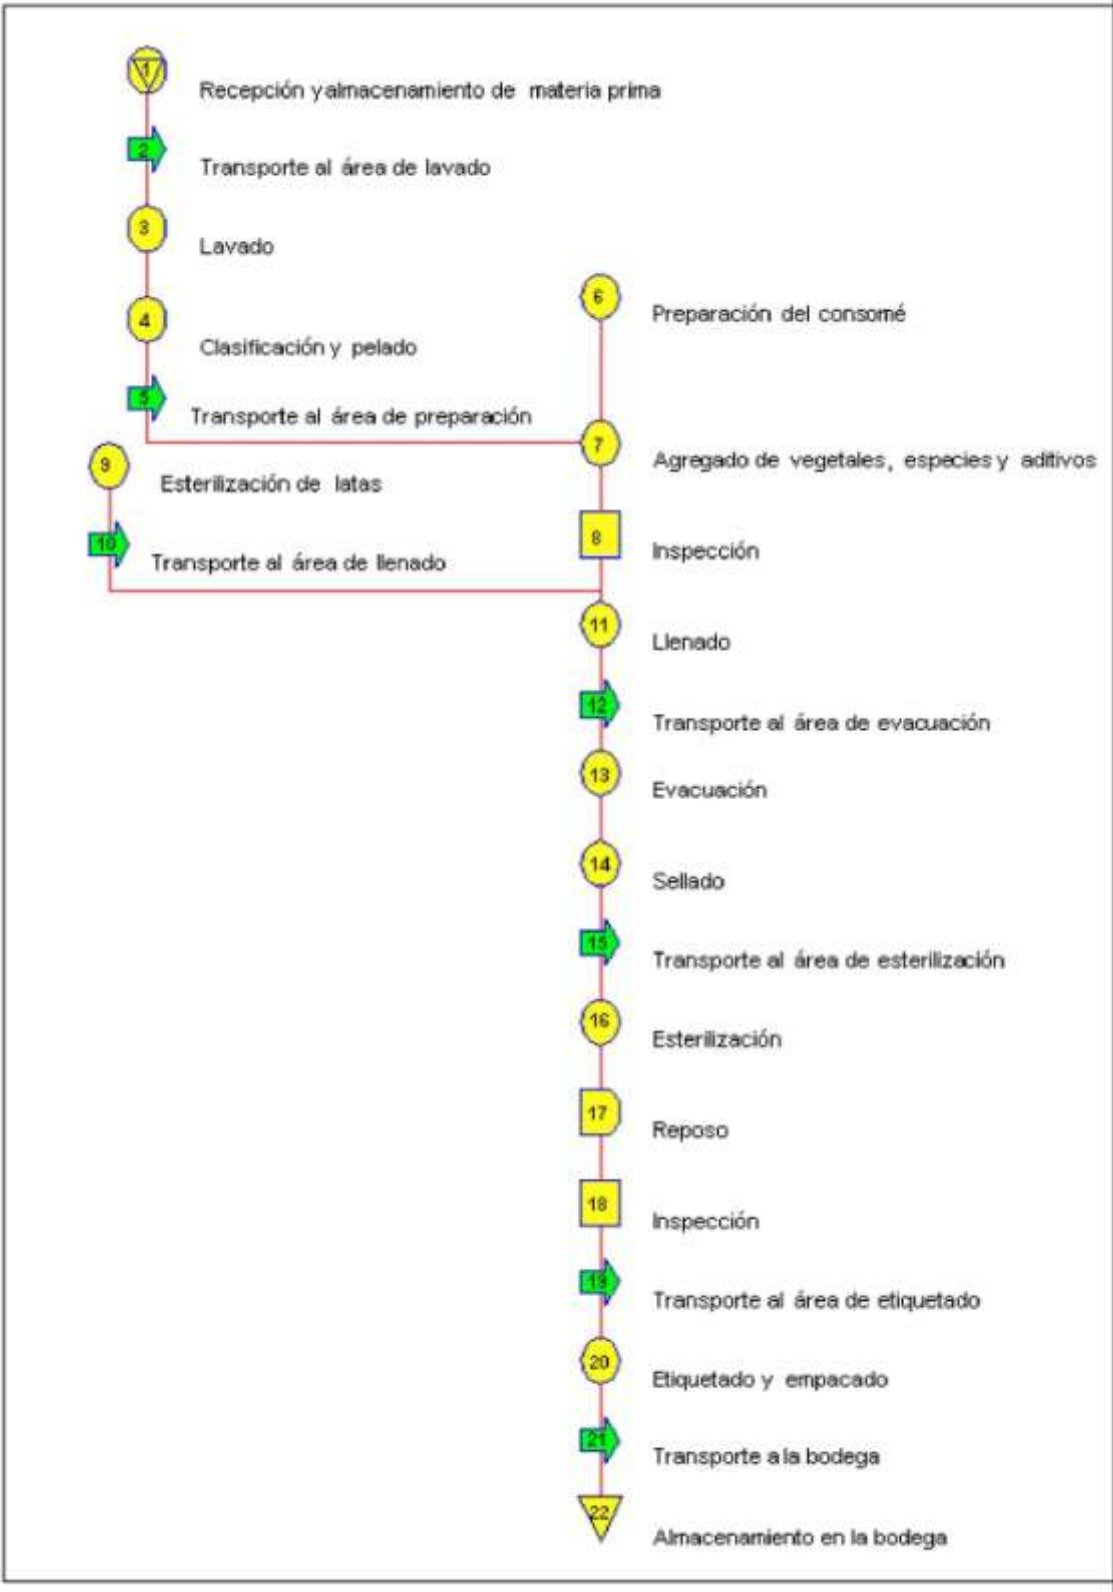 1
Recepción yalmacenamiento de materia prima
2
Transporte al área de lavado
3
Lavado
4
Clasificación y pelado
5
Transporte al área de preparación
6
Preparación del consomé
7
Agregado de vegetales, especies y aditivos
8
Inspección
9
Esterilización de latas
10
Transporte al área de llenado
11
Llenado
12
Transporte al área de evacuación
13
Evacuación
14
Sellado
15
Transporte al área de esterilización
16
Esterilización
17
Reposo
18
Inspección
19
Transporte al área de etiquetado
20
Etiquetado y empacado
21
Transporte a la bodega
22
Almacenamiento en la bodega